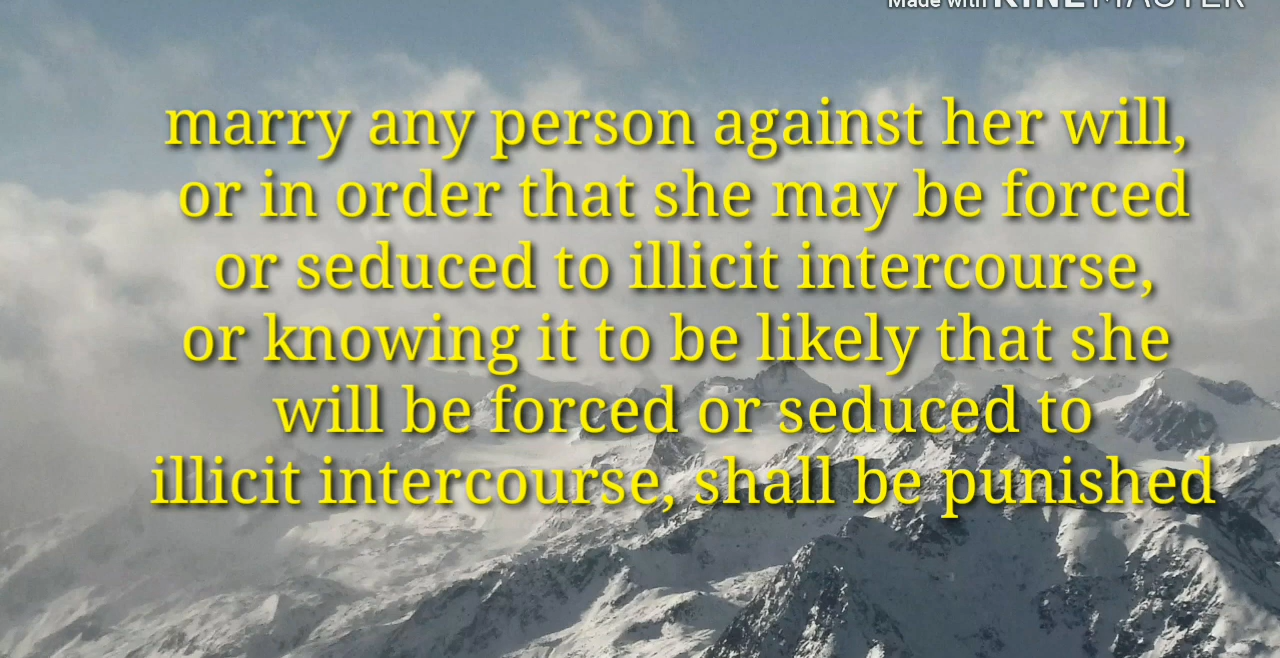 Made with KINEMASTER
marry any person against her will,
or in order that she may be forced
or seduced to illicit intercourse,
or knowing it to be likely that she
will be forced or seduced to
illicit intercourse, shall be punished